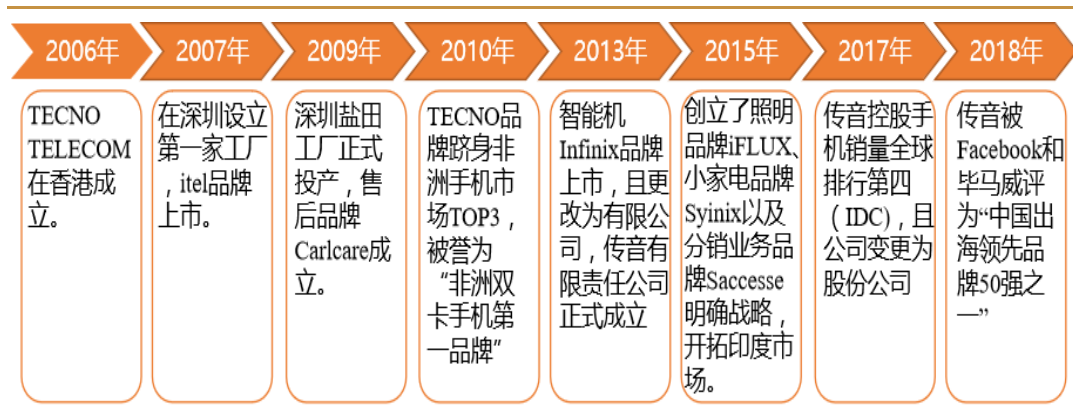 2006年
2007年
2009年
2010年
2013年
2015年
2017年
2018年
TECNO
TELECOM
在香港成
立。
在深圳设立
第一家工厂
，itel品牌
上市。
深圳盐田
工厂正式
投产，售
后品牌
Carlcare成
立。
TECNO品
牌跻身非
洲手机市
场TOP3，
被誉为
“非洲双
卡手机第
一品牌”
智能机
Infinix品牌
上市，且更
改为有限公
司，传音有
限责任公司
正式成立
创立了照明
品牌iFLUX、
小家电品牌
Syinix以及
分销业务品
牌Saccesse
明确战略，
开拓印度市
场。
传音控股手
机销量全球
排行第四
（IDC)，且
公司变更为
股份公司
传音被
Facebook和
毕马威评
为“中国出
海领先品
牌50强之
一”